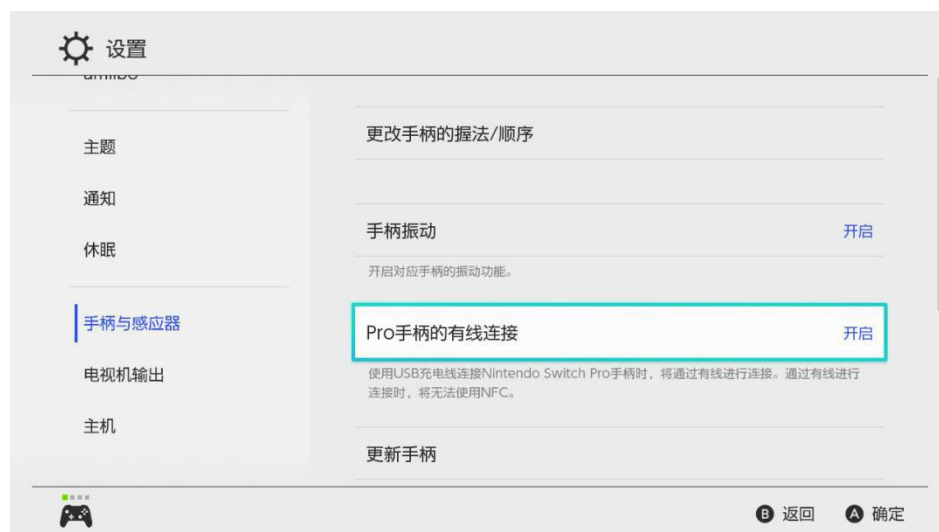 设置
amiibo
主题
通知
休眠
手柄与感应器
电视机输出
主机
更改手柄的握法/顺序
手柄振动
开启
开启对应手柄的振动功能。
Pro手柄的有线连接
开启
使用USB充电线连接Nintendo Switch Pro手柄时，将通过有线进行连接。通过有线进行
连接时，将无法使用NFC。
更新手柄
B 返回
A 确定